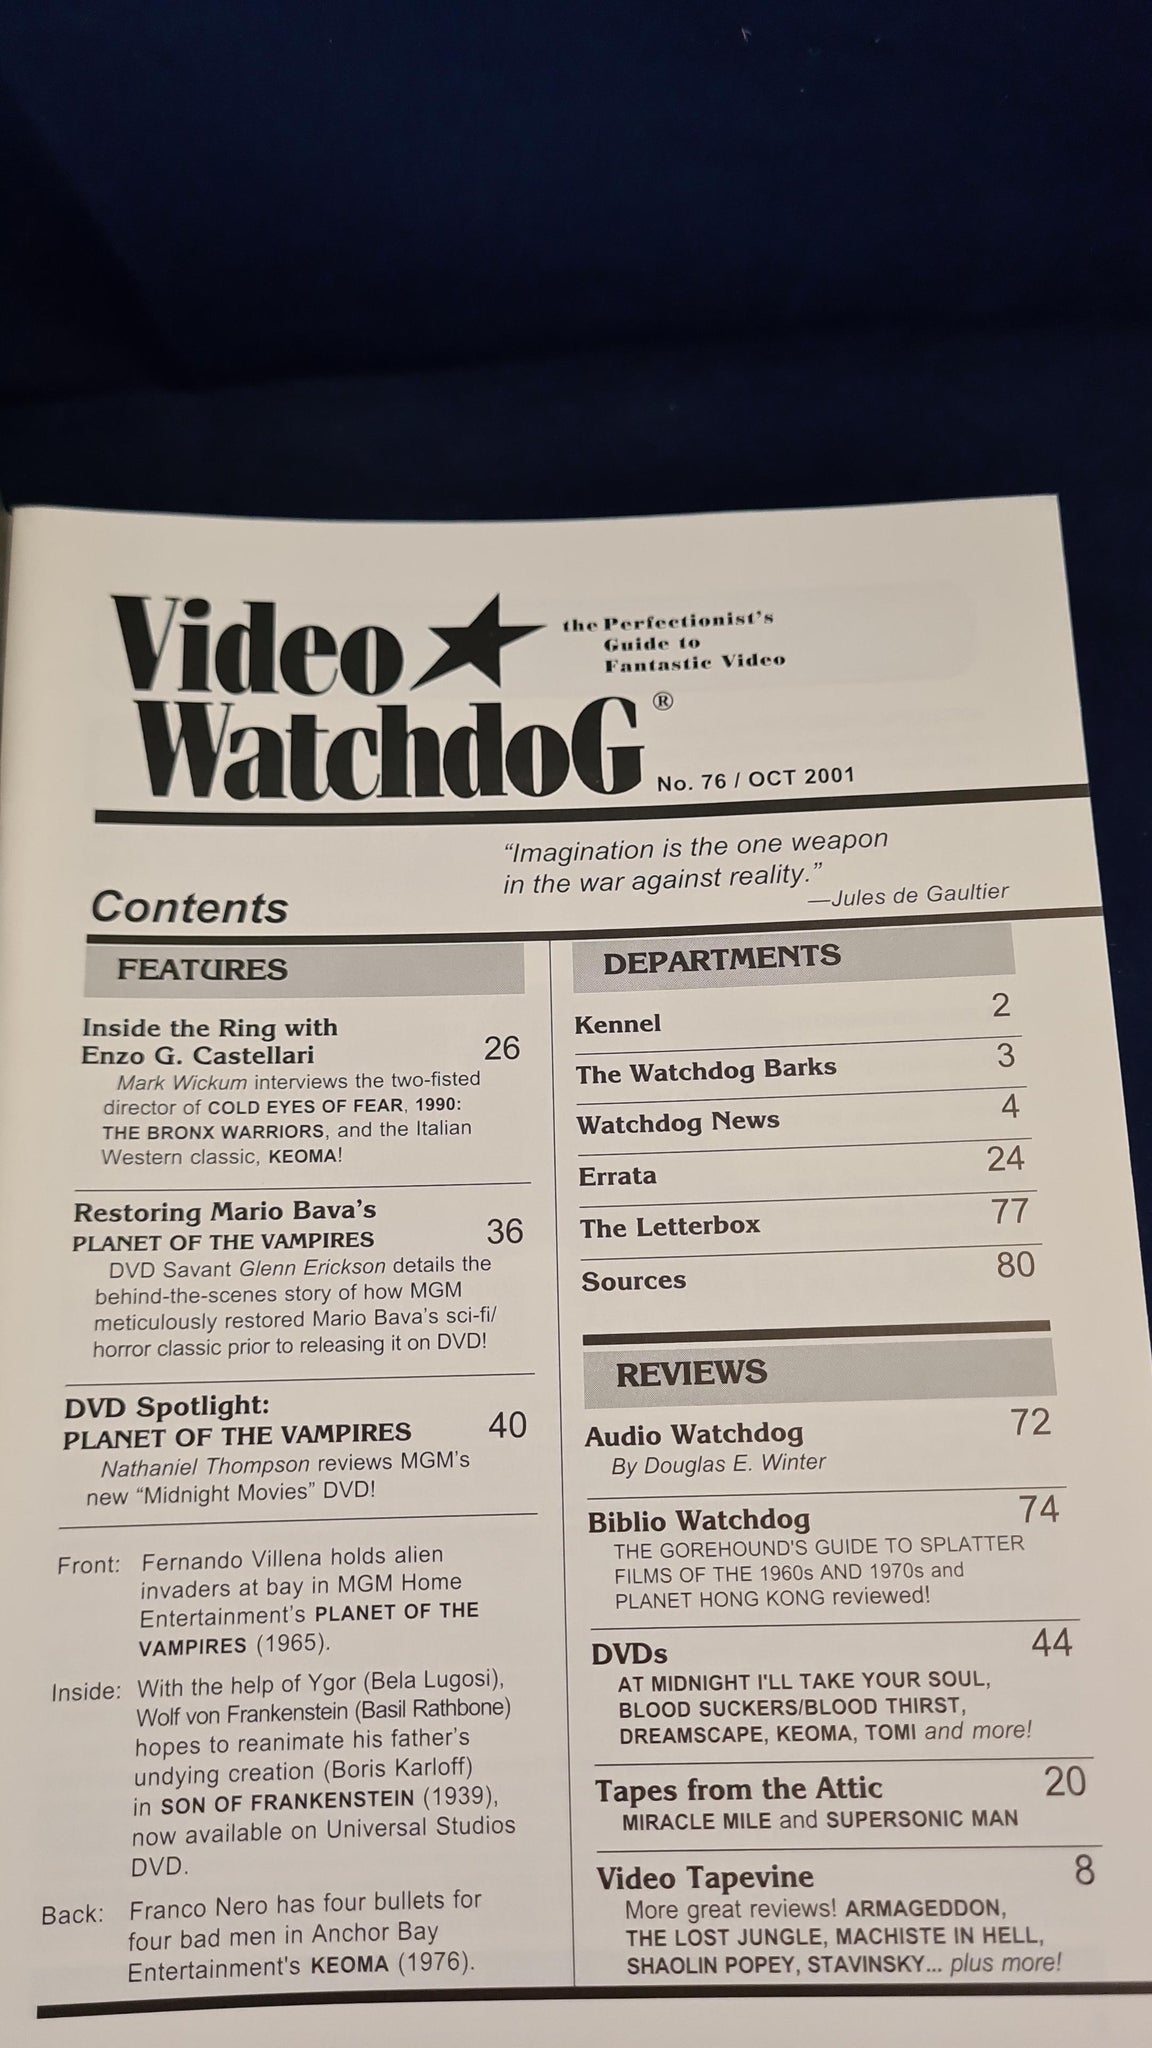 Video★WatchdoG®
the Perfectionist's
Guide to
Fantastic Video
No. 76 / OCT 2001
"Imagination is the one weapon
in the war against reality."
—Jules de Gaultier
Contents
FEATURES
Inside the Ring with
Enzo G. Castellari 26
Mark Wickum interviews the two-fisted
director of COLD EYES OF FEAR, 1990:
THE BRONX WARRIORS, and the Italian
Western classic, KEOMA!
Restoring Mario Bava's
PLANET OF THE VAMPIRES 36
DVD Savant Glenn Erickson details the
behind-the-scenes story of how MGM
meticulously restored Mario Bava's sci-fi/
horror classic prior to releasing it on DVD!
DVD Spotlight:
PLANET OF THE VAMPIRES 40
Nathaniel Thompson reviews MGM's
new "Midnight Movies" DVD!
Front: Fernando Villena holds alien
invaders at bay in MGM Home
Entertainment's PLANET OF THE
VAMPIRES (1965).
Inside: With the help of Ygor (Bela Lugosi),
Wolf von Frankenstein (Basil Rathbone)
hopes to reanimate his father's
undying creation (Boris Karloff)
in SON OF FRANKENSTEIN (1939),
now available on Universal Studios
DVD.
Back: Franco Nero has four bullets for
four bad men in Anchor Bay
Entertainment's KEOMA (1976).
DEPARTMENTS
Kennel 2
The Watchdog Barks 3
Watchdog News 4
Errata 24
The Letterbox 77
Sources 80
REVIEWS
Audio Watchdog 72
By Douglas E. Winter
Biblio Watchdog 74
THE GOREHOUND'S GUIDE TO SPLATTER
FILMS OF THE 1960s AND 1970s and
PLANET HONG KONG reviewed!
DVDs 44
AT MIDNIGHT I'LL TAKE YOUR SOUL,
BLOOD SUCKERS/BLOOD THIRST,
DREAMSCAPE, KEOMA, TOMI and more!
Tapes from the Attic 20
MIRACLE MILE and SUPERSONIC MAN
Video Tapevine 8
More great reviews! ARMAGEDDON,
THE LOST JUNGLE, MACHISTE IN HELL,
SHAOLIN POPEY, STAVINSKY... plus more!